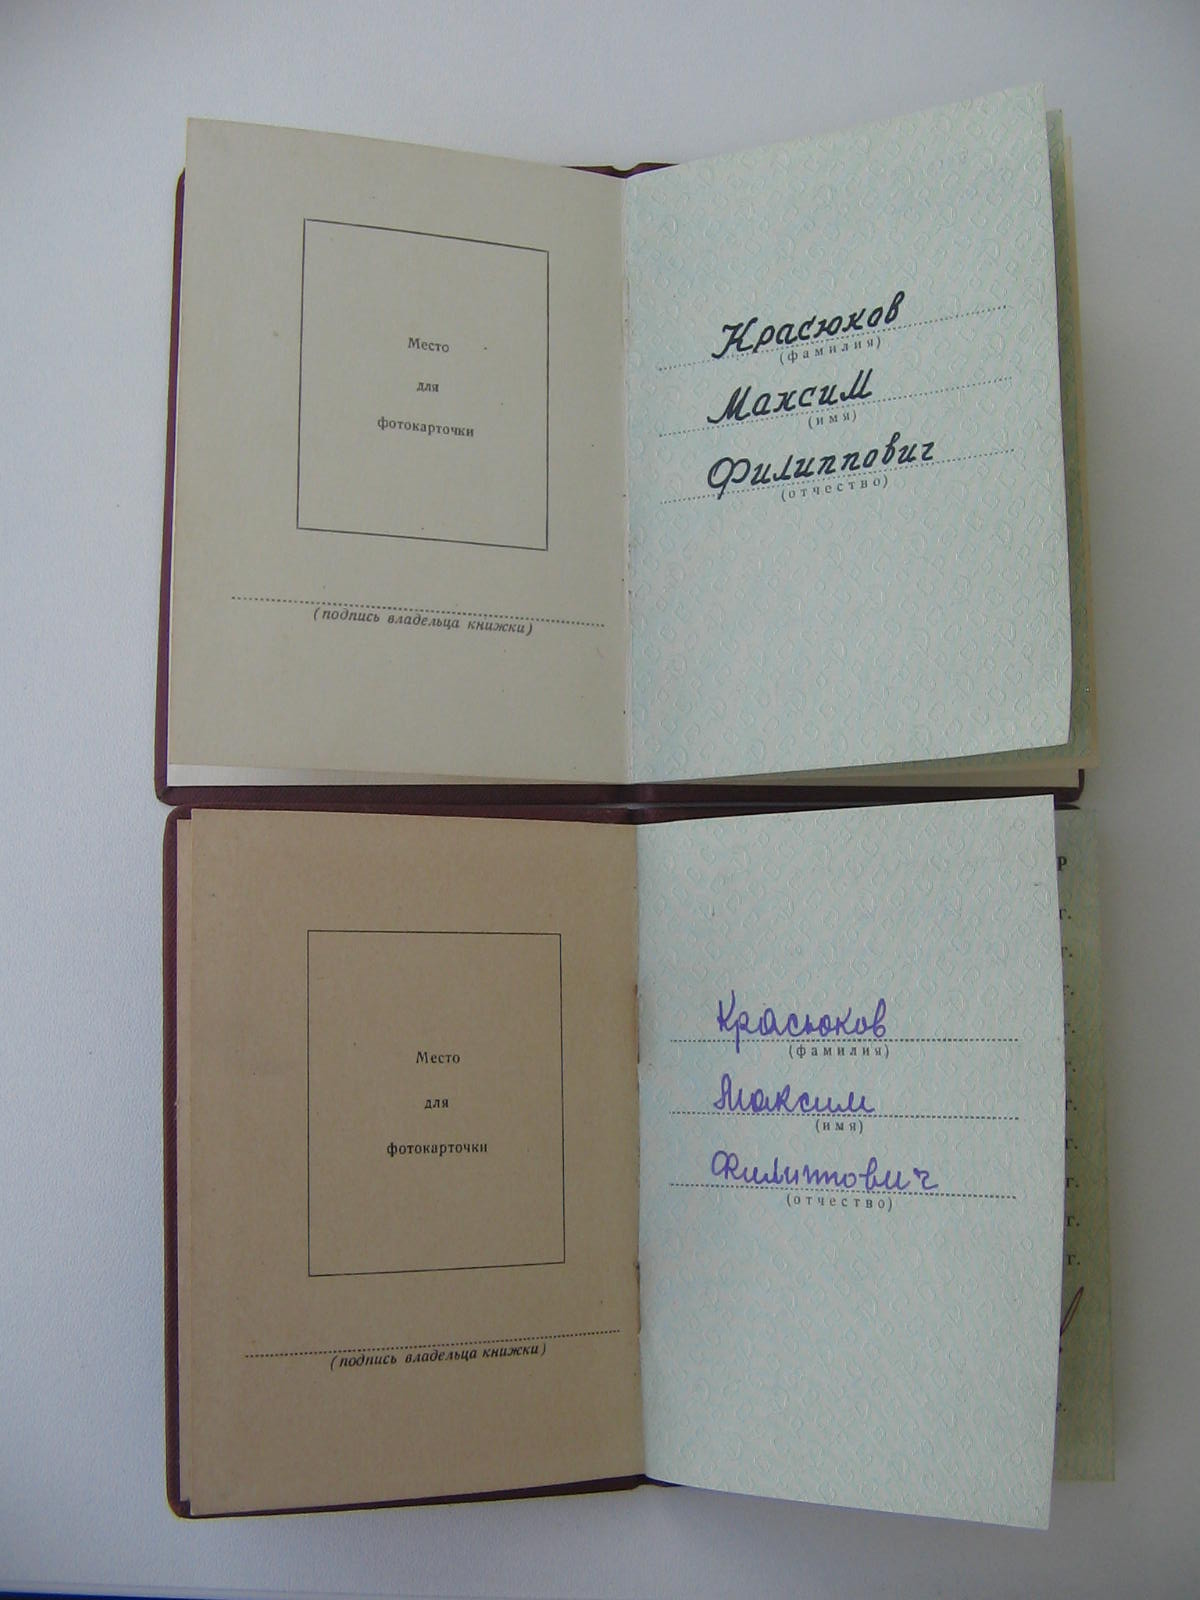 Место
для
фотокарточки
(подпись владельца книжки)
Красюков
(фамилия)
Максим
(имя)
Филиппович
(отчество)
Место
для
фотокарточки
(подпись владельца книжки)
Красюков
(фамилия)
Максим
(имя)
Филиппович
(отчество)
Р
г.
г.
г.
г.
г.
г.
г.
г.
г.
г.
г.